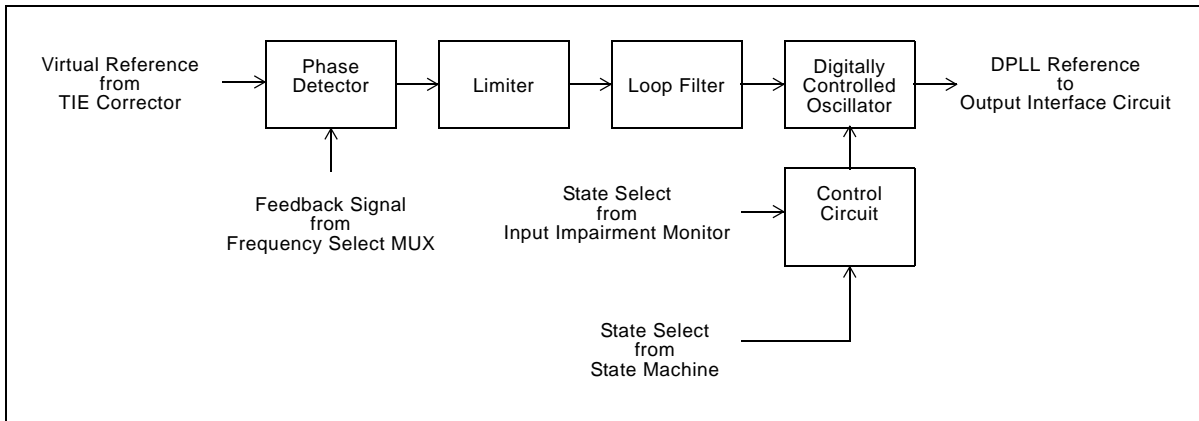 Virtual Reference
from
TIE Corrector
Phase
Detector
Limiter
Loop Filter
Digitally
Controlled
Oscillator
DPLL Reference
to
Output Interface Circuit
Feedback Signal
from
Frequency Select MUX
State Select
from
Input Impairment Monitor
Control
Circuit
State Select
from
State Machine